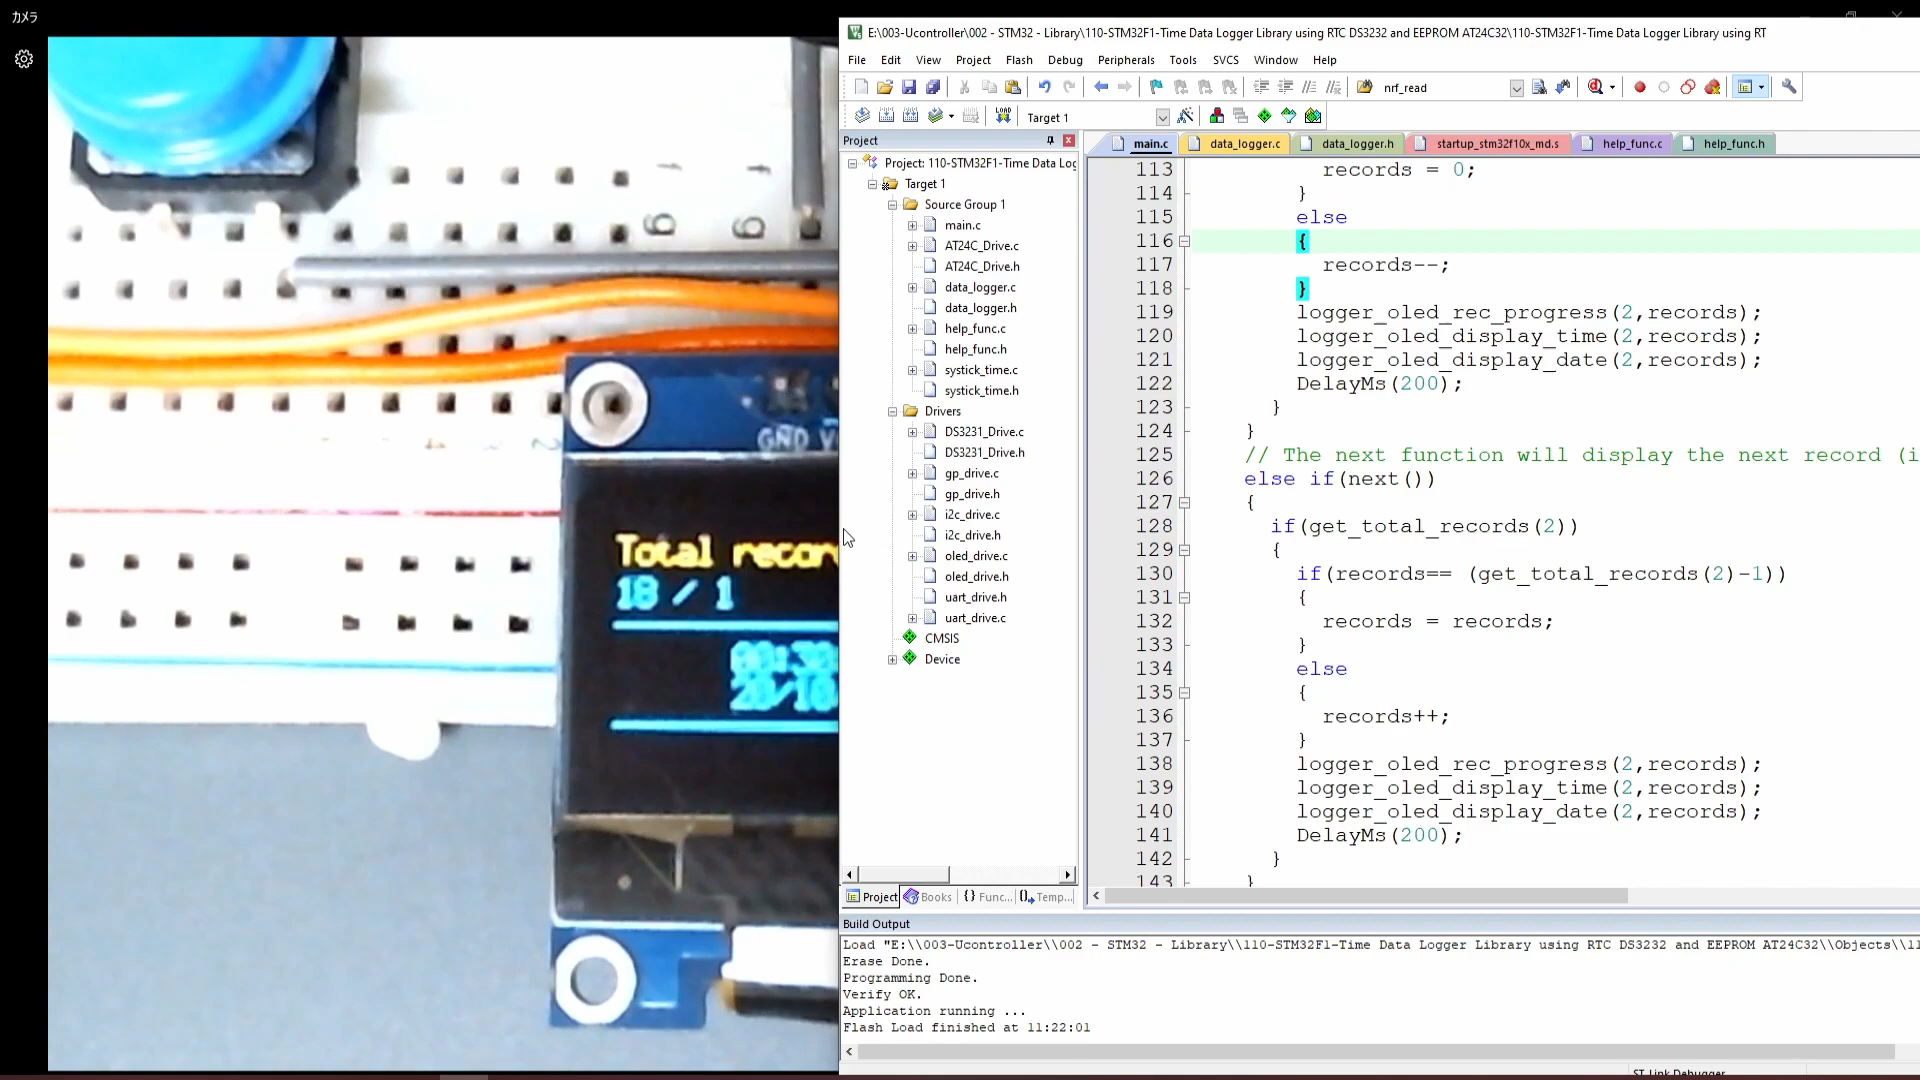 カメラ
E:\003-Ucontroller\002 - STM32 - Library\110-STM32F1-Time Data Logger Library using RTC DS3232 and EEPROM AT24C32\110-STM32F1-Time Data Logger Library using RT
File Edit View Project Flash Debug Peripherals Tools SVCS Window Help
nrf_read
LOAD Target 1
Project
main.c data_logger.c data_logger.h startup_stm32f10x_md.s help_func.c help_func.h
Project: 110-STM32F1-Time Data Log
Target 1
Source Group 1
main.c
AT24C_Drive.c
AT24C_Drive.h
data_logger.c
data_logger.h
help_func.c
help_func.h
systick_time.c
systick_time.h
Drivers
DS3231_Drive.c
DS3231_Drive.h
gp_drive.c
gp_drive.h
i2c_drive.c
i2c_drive.h
oled_drive.c
oled_drive.h
uart_drive.h
uart_drive.c
CMSIS
Device
113 records = 0;
114 }
115 else
116 {
117 records--;
118 }
119 logger_oled_rec_progress(2,records);
120 logger_oled_display_time(2,records);
121 logger_oled_display_date(2,records);
122 DelayMs(200);
123 }
124 }
125 // The next function will display the next record (i
126 else if(next())
127 {
128 if(get_total_records(2))
129 {
130 if(records== (get_total_records(2)-1))
131 {
132 records = records;
133 }
134 else
135 {
136 records++;
137 }
138 logger_oled_rec_progress(2,records);
139 logger_oled_display_time(2,records);
140 logger_oled_display_date(2,records);
141 DelayMs(200);
142 }
143 }
Project Books {} Func... Temp...
Build Output
Load "E:\\003-Ucontroller\\002 - STM32 - Library\\110-STM32F1-Time Data Logger Library using RTC DS3232 and EEPROM AT24C32\\Objects\\11
Erase Done.
Programming Done.
Verify OK.
Application running ...
Flash Load finished at 11:22:01
ST-Link Debugger
GND
Total recor
18 / 1
20/10